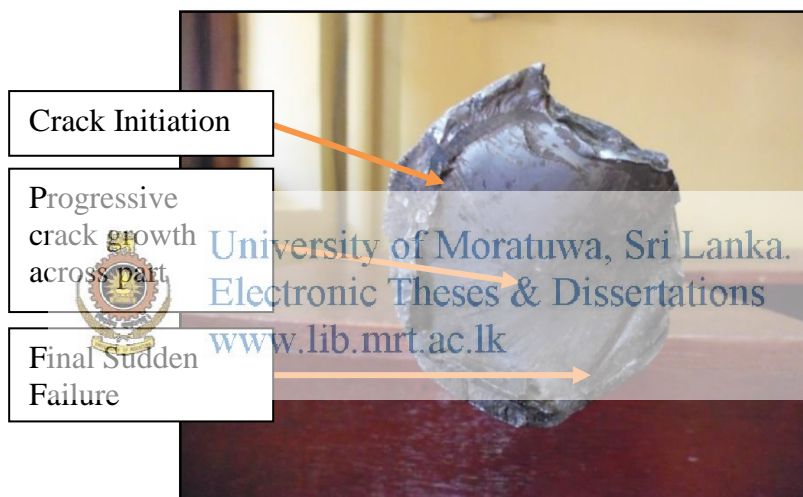 Crack Initiation
Progressive
crack growth
across part
Final Sudden
Failure
University of Moratuwa, Sri Lanka.
Electronic Theses & Dissertations
www.lib.mrt.ac.lk